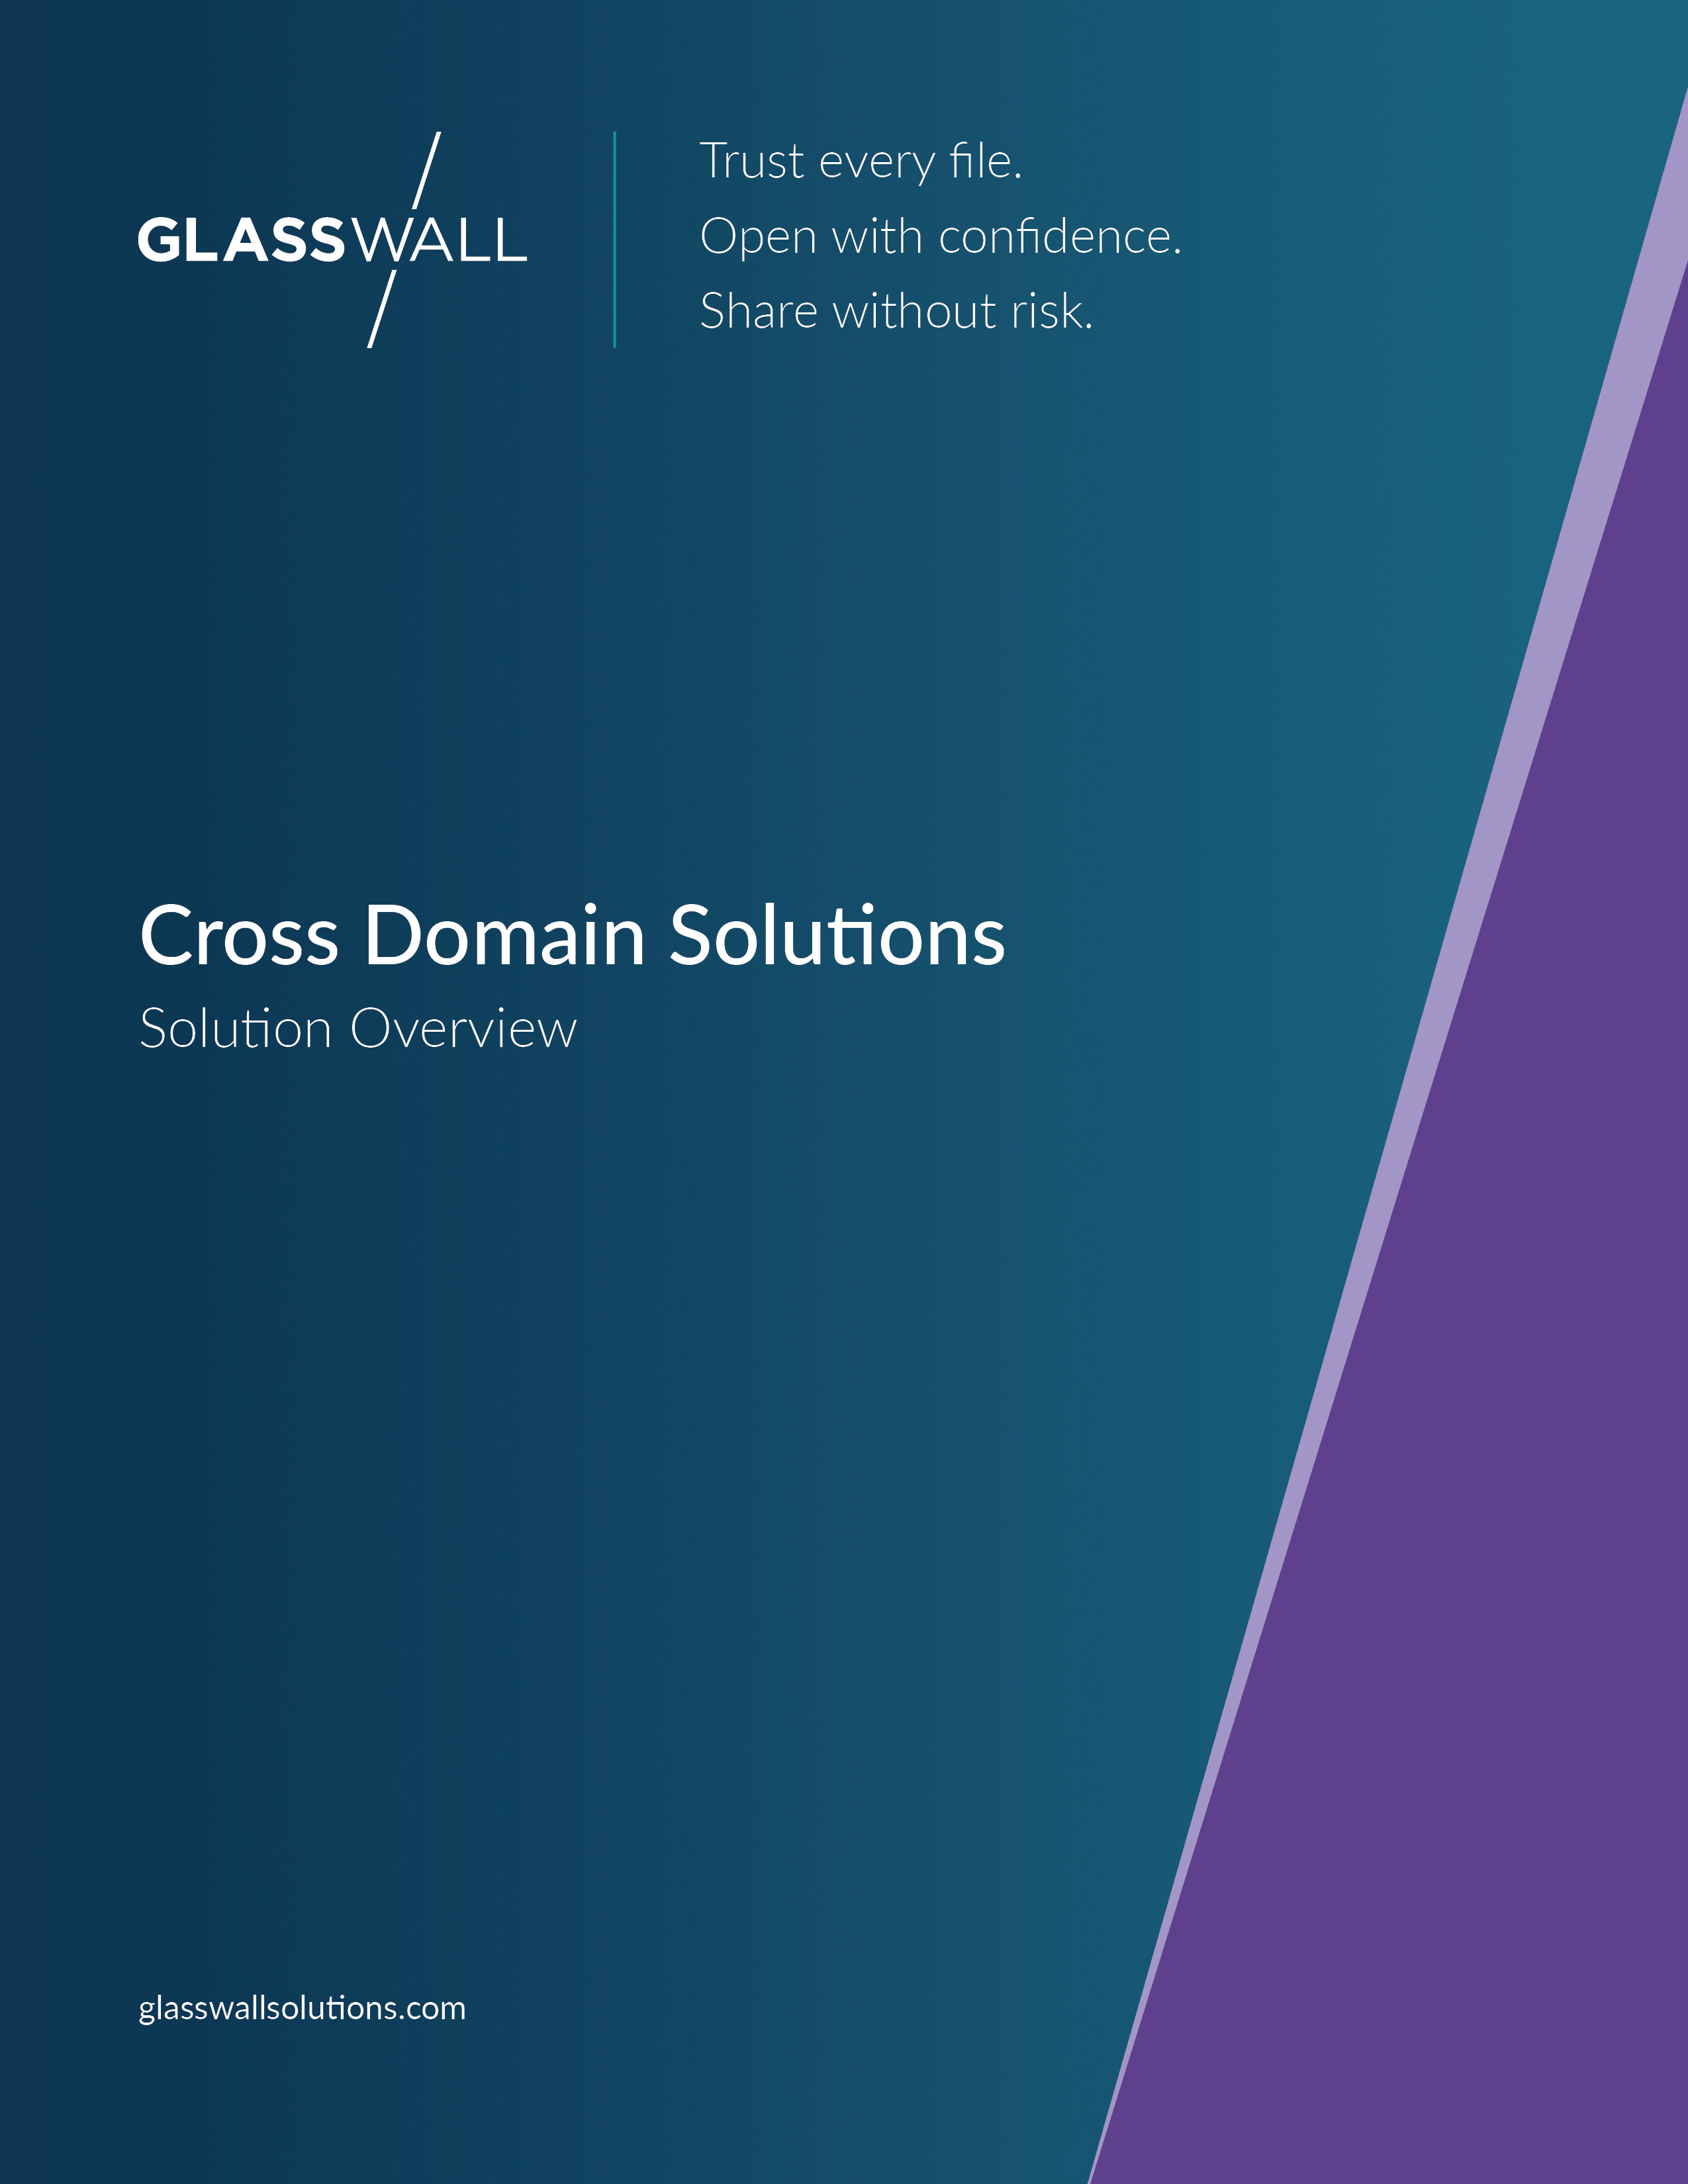 GLASSWALL
Trust every file.
Open with confidence.
Share without risk.
Cross Domain Solutions
Solution Overview
glasswallsolutions.com